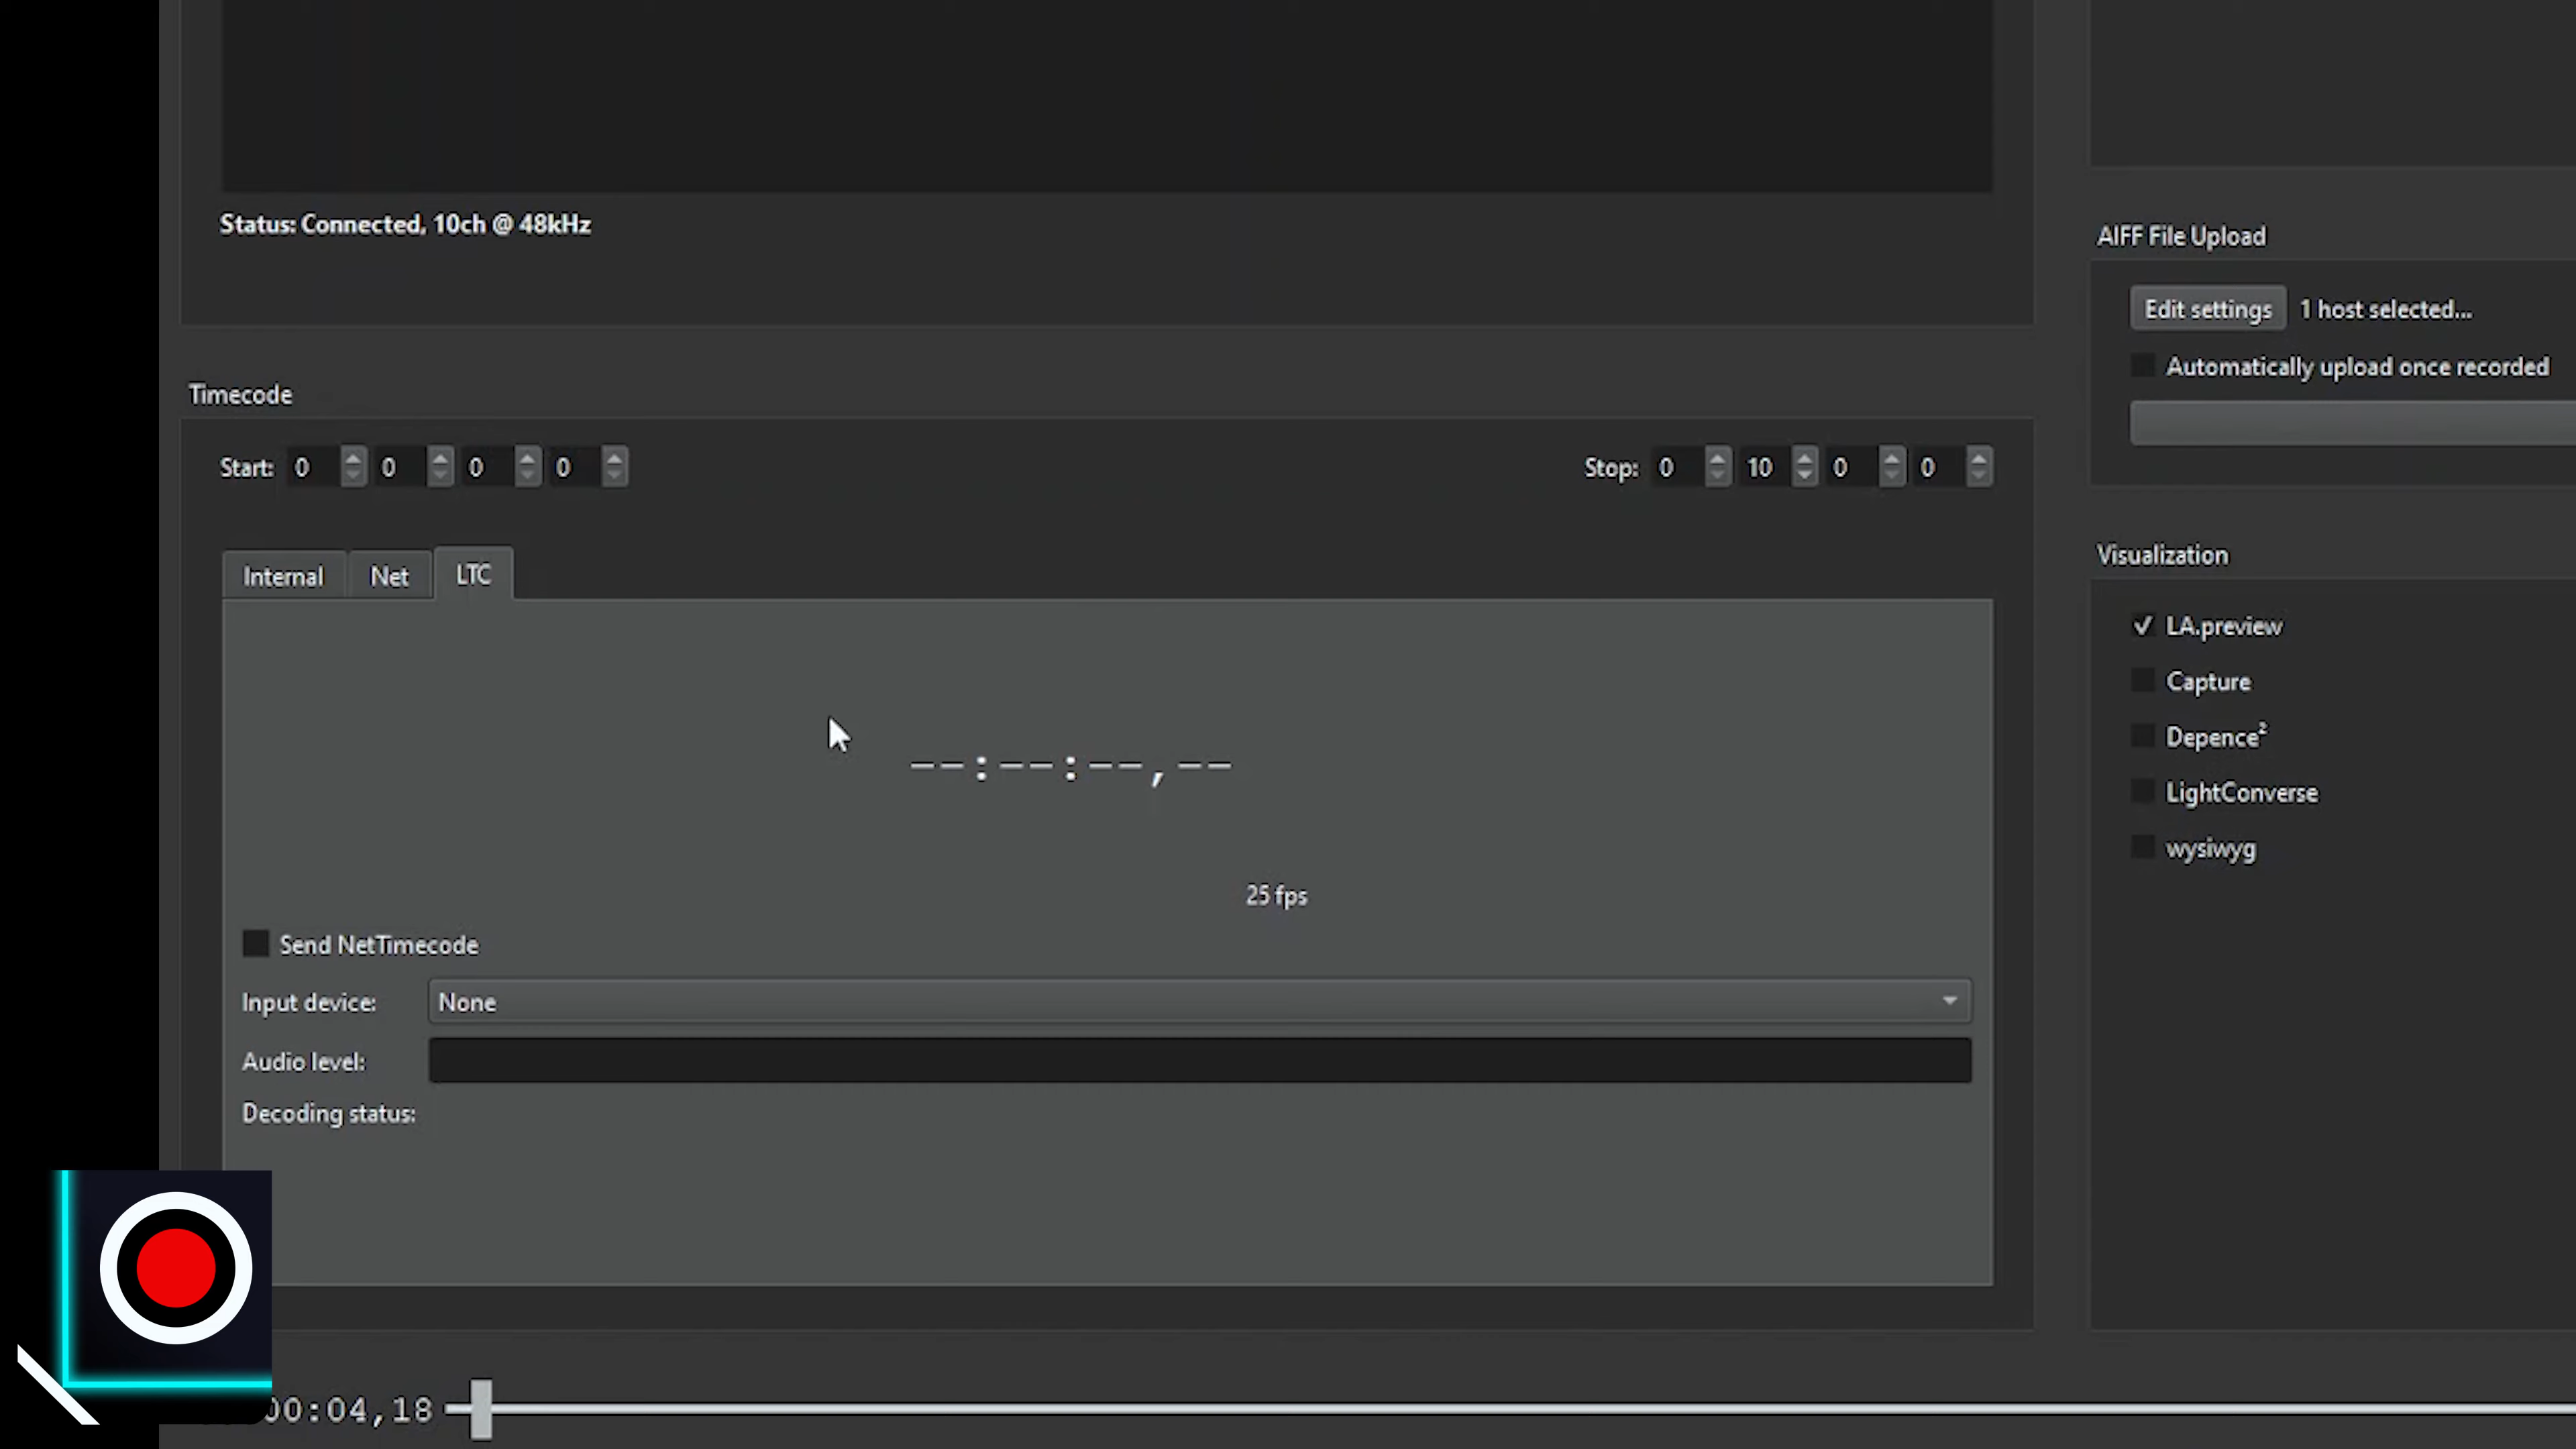 Status: Connected, 10ch @ 48kHz
AIFF File Upload
Edit settings 1 host selected...
Automatically upload once recorded
Timecode
Start: 0 0 0 0 Stop: 0 10 0 0
Internal Net LTC
--:--:--,--
25 fps
Send NetTimecode
Input device: None
Audio level:
Decoding status:
Visualization
LA.preview
Capture
Depence²
LightConverse
wysiwyg
00:04,18